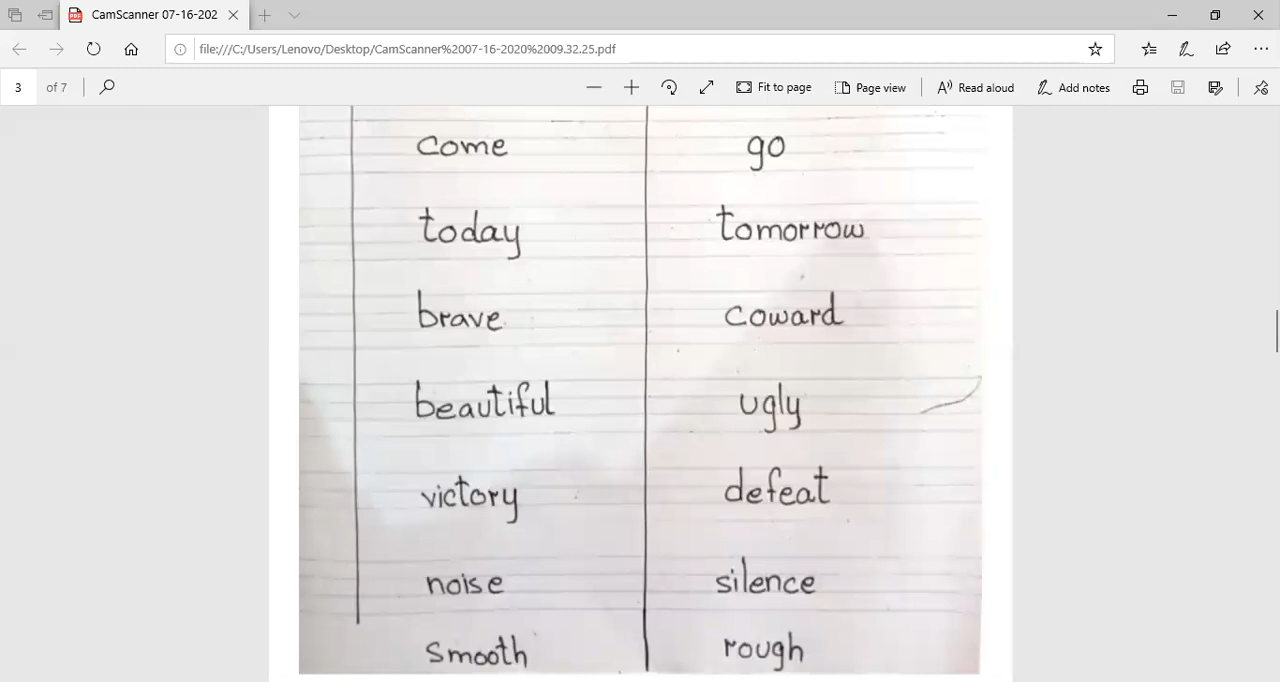 CamScanner 07-16-202
file:///C:/Users/Lenovo/Desktop/CamScanner%2007-16-2020%2009.32.25.pdf
3 of 7 Fit to page Page view Read aloud Add notes
come go
today tomorrow
brave coward
beautiful ugly
victory defeat
noise silence
smooth rough